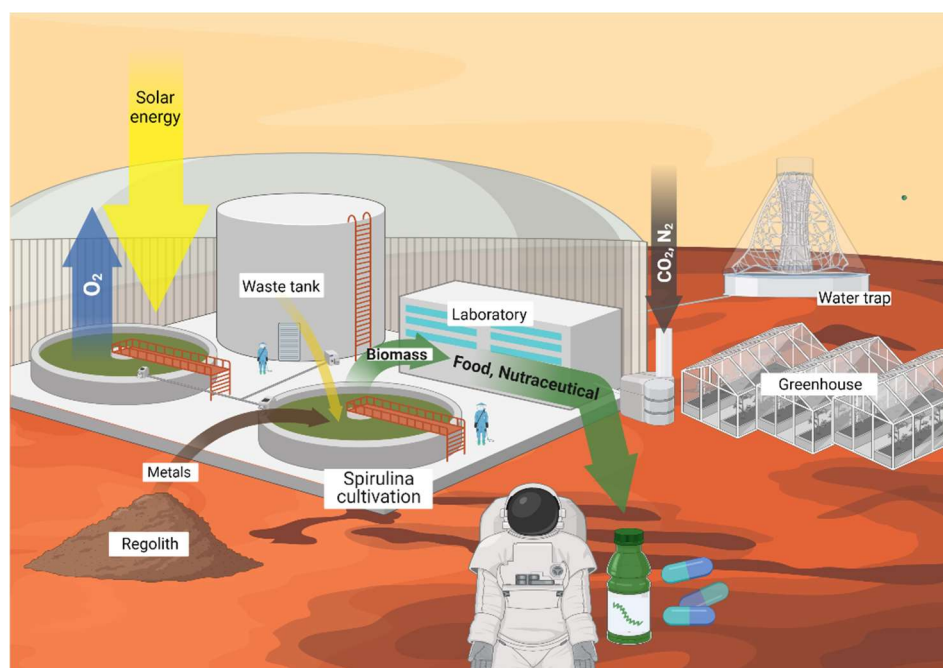 Solar
energy
O₂
CO₂, N₂
Waste tank
Laboratory
Water trap
Biomass
Food, Nutraceutical
Greenhouse
Metals
Spirulina
cultivation
Regolith